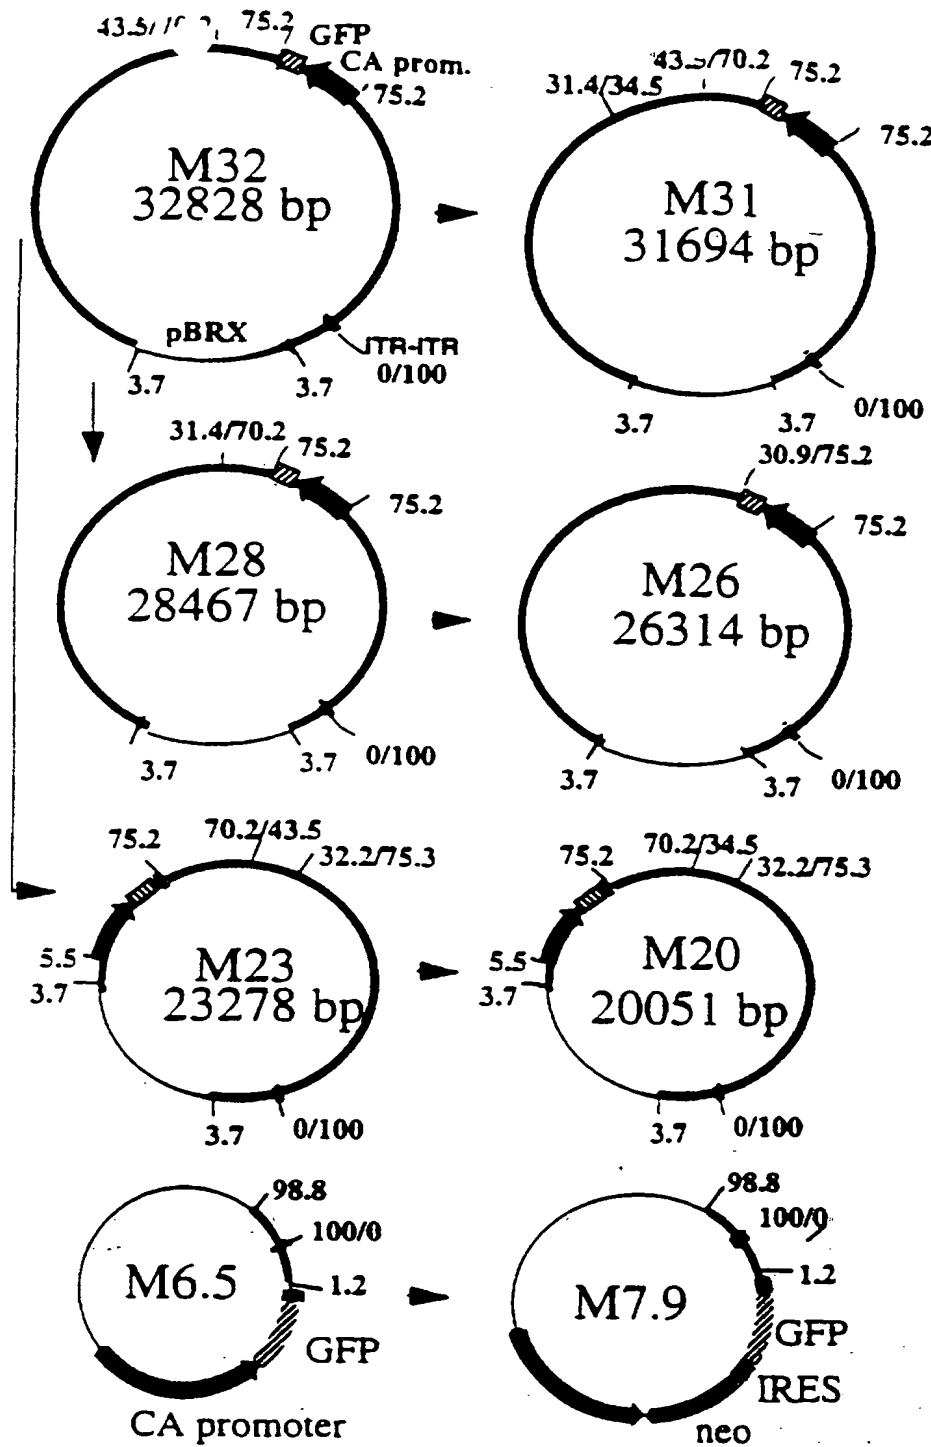 75.2
GFP
CA prom.
75.2
M32
32828 bp
pBRX
ITR-ITR
0/100
3.7
3.7
31.4/34.5
43.5/70.2
75.2
75.2
M31
31694 bp
0/100
3.7
3.7
31.4/70.2
75.2
75.2
M28
28467 bp
0/100
3.7
3.7
30.9/75.2
75.2
M26
26314 bp
0/100
3.7
3.7
75.2
70.2/43.5
32.2/75.3
5.5
3.7
M23
23278 bp
3.7
0/100
75.2
70.2/34.5
32.2/75.3
5.5
3.7
M20
20051 bp
3.7
0/100
98.8
100/0
1.2
M6.5
GFP
CA promoter
98.8
100/0
1.2
M7.9
GFP
IRES
neo